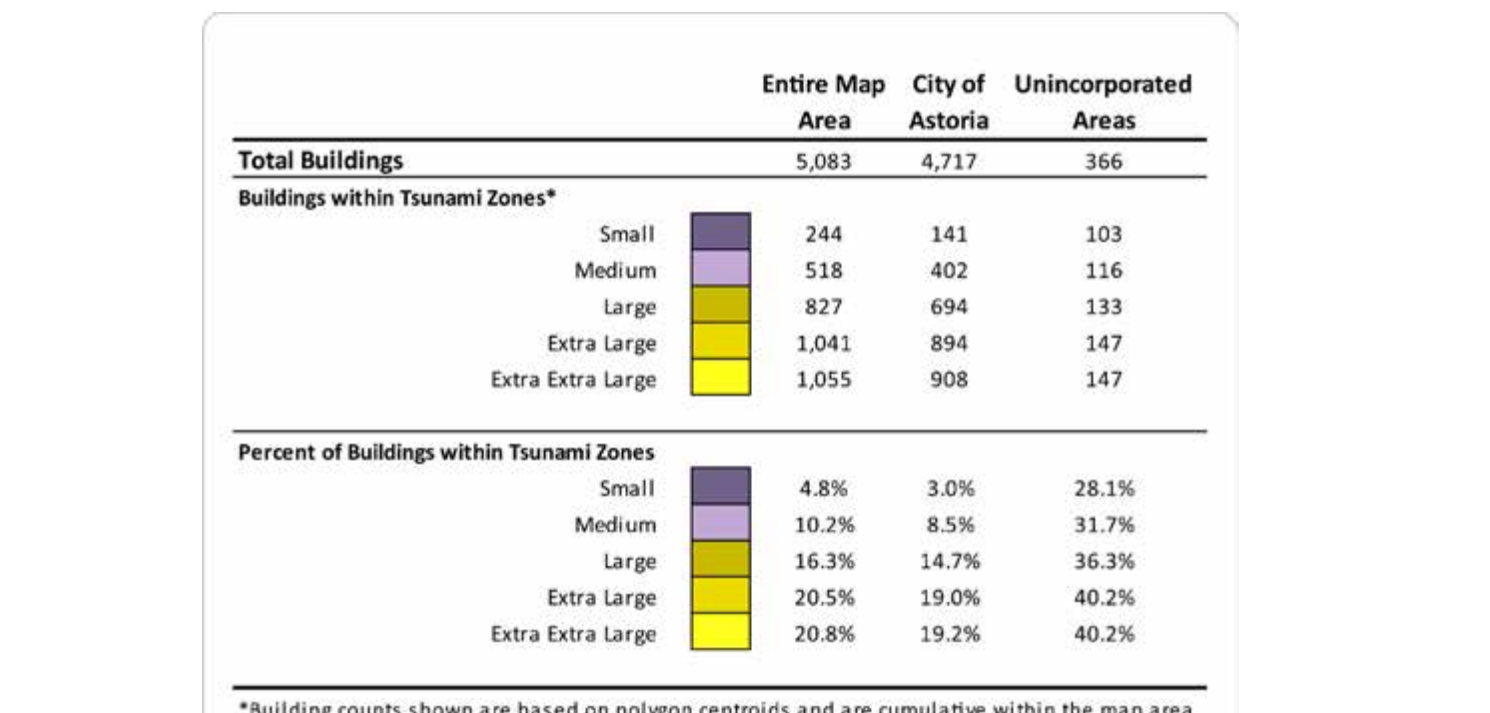 Entire Map City of Unincorporated
Area Astoria Areas
Total Buildings 5,083 4,717 366
Buildings within Tsunami Zones*
Small 244 141 103
Medium 518 402 116
Large 827 694 133
Extra Large 1,041 894 147
Extra Extra Large 1,055 908 147
Percent of Buildings within Tsunami Zones
Small 4.8% 3.0% 28.1%
Medium 10.2% 8.5% 31.7%
Large 16.3% 14.7% 36.3%
Extra Large 20.5% 19.0% 40.2%
Extra Extra Large 20.8% 19.2% 40.2%
*Building counts shown are based on polygon centroids and are cumulative within the map area